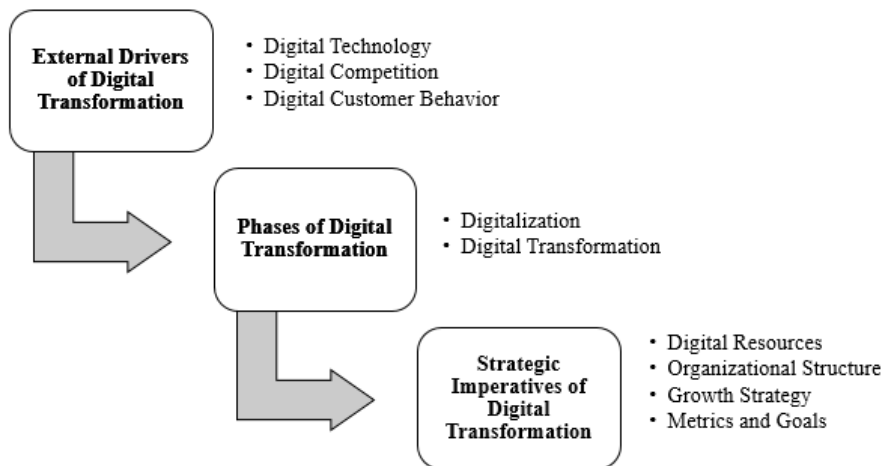 External Drivers
of Digital
Transformation
• Digital Technology
• Digital Competition
• Digital Customer Behavior
Phases of Digital
Transformation
• Digitalization
• Digital Transformation
Strategic
Imperatives of
Digital
Transformation
• Digital Resources
• Organizational Structure
• Growth Strategy
• Metrics and Goals